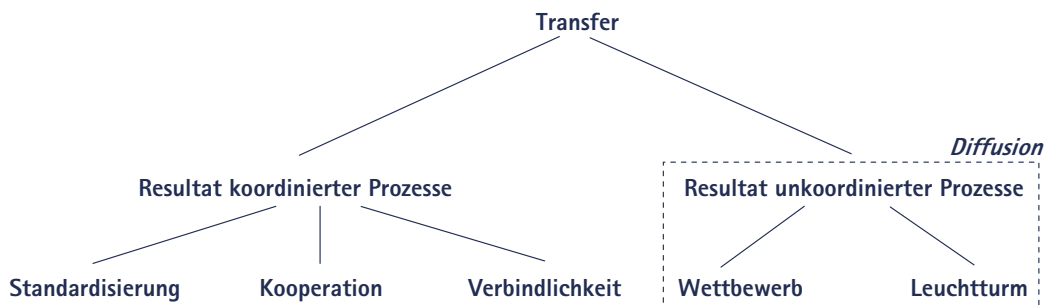 Transfer
Diffusion
Resultat koordinierter Prozesse
Resultat unkoordinierter Prozesse
Standardisierung
Kooperation
Verbindlichkeit
Wettbewerb
Leuchtturm